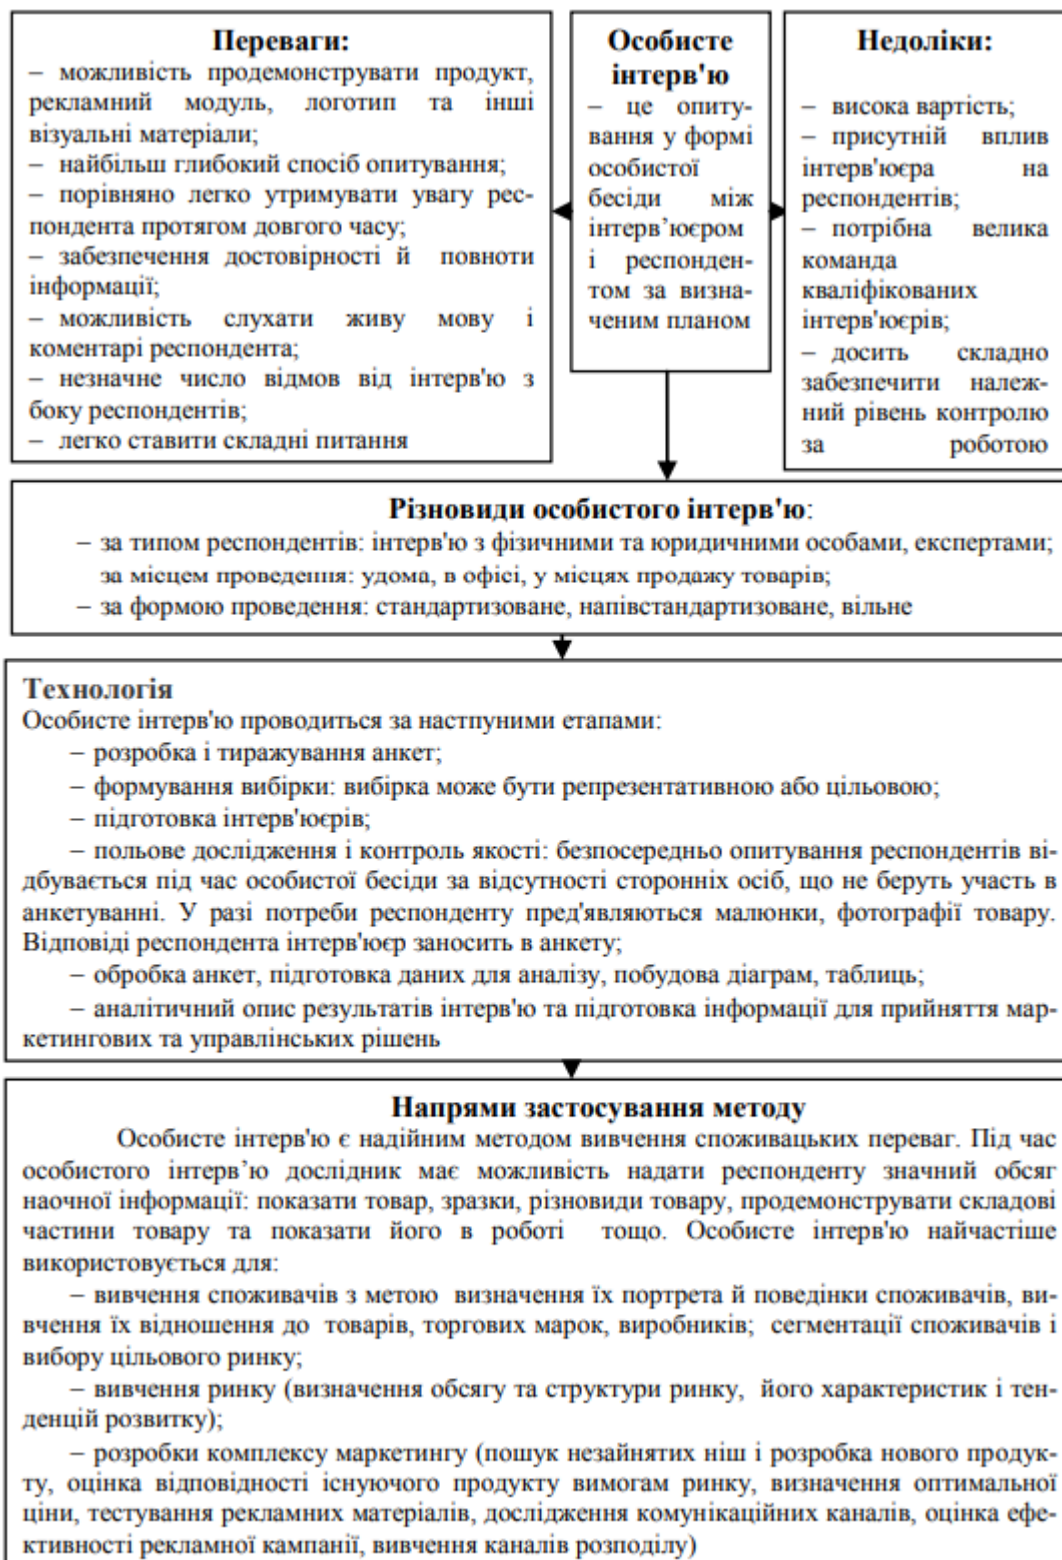 Переваги:
– можливість продемонструвати продукт,
рекламний модуль, логотип та інші
візуальні матеріали;
– найбільш глибокий спосіб опитування;
– порівняно легко утримувати увагу рес-
пондента протягом довгого часу;
– забезпечення достовірності й повноти
інформації;
– можливість слухати живу мову і
коментарі респондента;
– незначне число відмов від інтерв'ю з
боку респондентів;
– легко ставити складні питання
Особисте
інтерв'ю
– це опиту-
вання у формі
особистої
бесіди між
інтерв’юєром
і респонден-
том за визна-
ченим планом
Недоліки:
– висока вартість;
– присутній вплив
інтерв'юєра на
респондентів;
– потрібна велика
команда
кваліфікованих
інтерв'юєрів;
– досить складно
забезпечити належ-
ний рівень контролю
за роботою
Різновиди особистого інтерв'ю:
– за типом респондентів: інтерв'ю з фізичними та юридичними особами, експертами;
за місцем проведення: удома, в офісі, у місцях продажу товарів;
– за формою проведення: стандартизоване, напівстандартизоване, вільне
Технологія
Особисте інтерв'ю проводиться за настпуними етапами:
– розробка і тиражування анкет;
– формування вибірки: вибірка може бути репрезентативною або цільовою;
– підготовка інтерв'юєрів;
– польове дослідження і контроль якості: безпосередньо опитування респондентів ві-
дбувається під час особистої бесіди за відсутності сторонніх осіб, що не беруть участь в
анкетуванні. У разі потреби респонденту пред'являються малюнки, фотографії товару.
Відповіді респондента інтерв'юєр заносить в анкету;
– обробка анкет, підготовка даних для аналізу, побудова діаграм, таблиць;
– аналітичний опис результатів інтерв'ю та підготовка інформації для прийняття мар-
кетингових та управлінських рішень
Напрями застосування методу
Особисте інтерв'ю є надійним методом вивчення споживацьких переваг. Під час
особистого інтерв’ю дослідник має можливість надати респонденту значний обсяг
наочної інформації: показати товар, зразки, різновиди товару, продемонструвати складові
частини товару та показати його в роботі тощо. Особисте інтерв'ю найчастіше
використовується для:
– вивчення споживачів з метою визначення їх портрета й поведінки споживачів, ви-
вчення їх відношення до товарів, торгових марок, виробників; сегментації споживачів і
вибору цільового ринку;
– вивчення ринку (визначення обсягу та структури ринку, його характеристик і тен-
денцій розвитку);
– розробки комплексу маркетингу (пошук незайнятих ніш і розробка нового продук-
ту, оцінка відповідності існуючого продукту вимогам ринку, визначення оптимальної
ціни, тестування рекламних матеріалів, дослідження комунікаційних каналів, оцінка ефе-
ктивності рекламної кампанії, вивчення каналів розподілу)